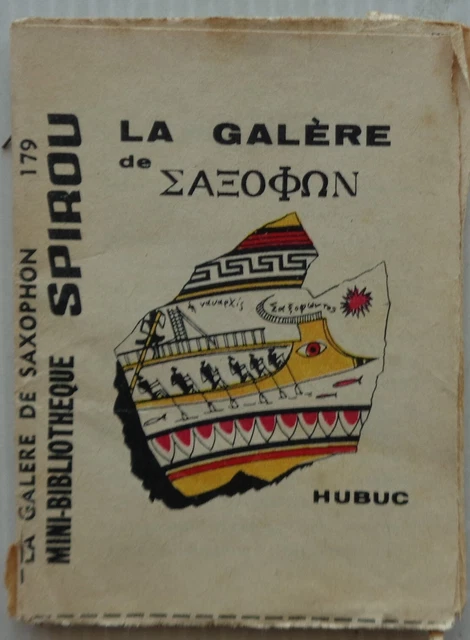 LA GALÈRE
de ΣΑΞΟΦΩΝ
HUBUC
LA GALERE DE SAXOPHON 179
MINI-BIBLIOTHEQUE SPIROU